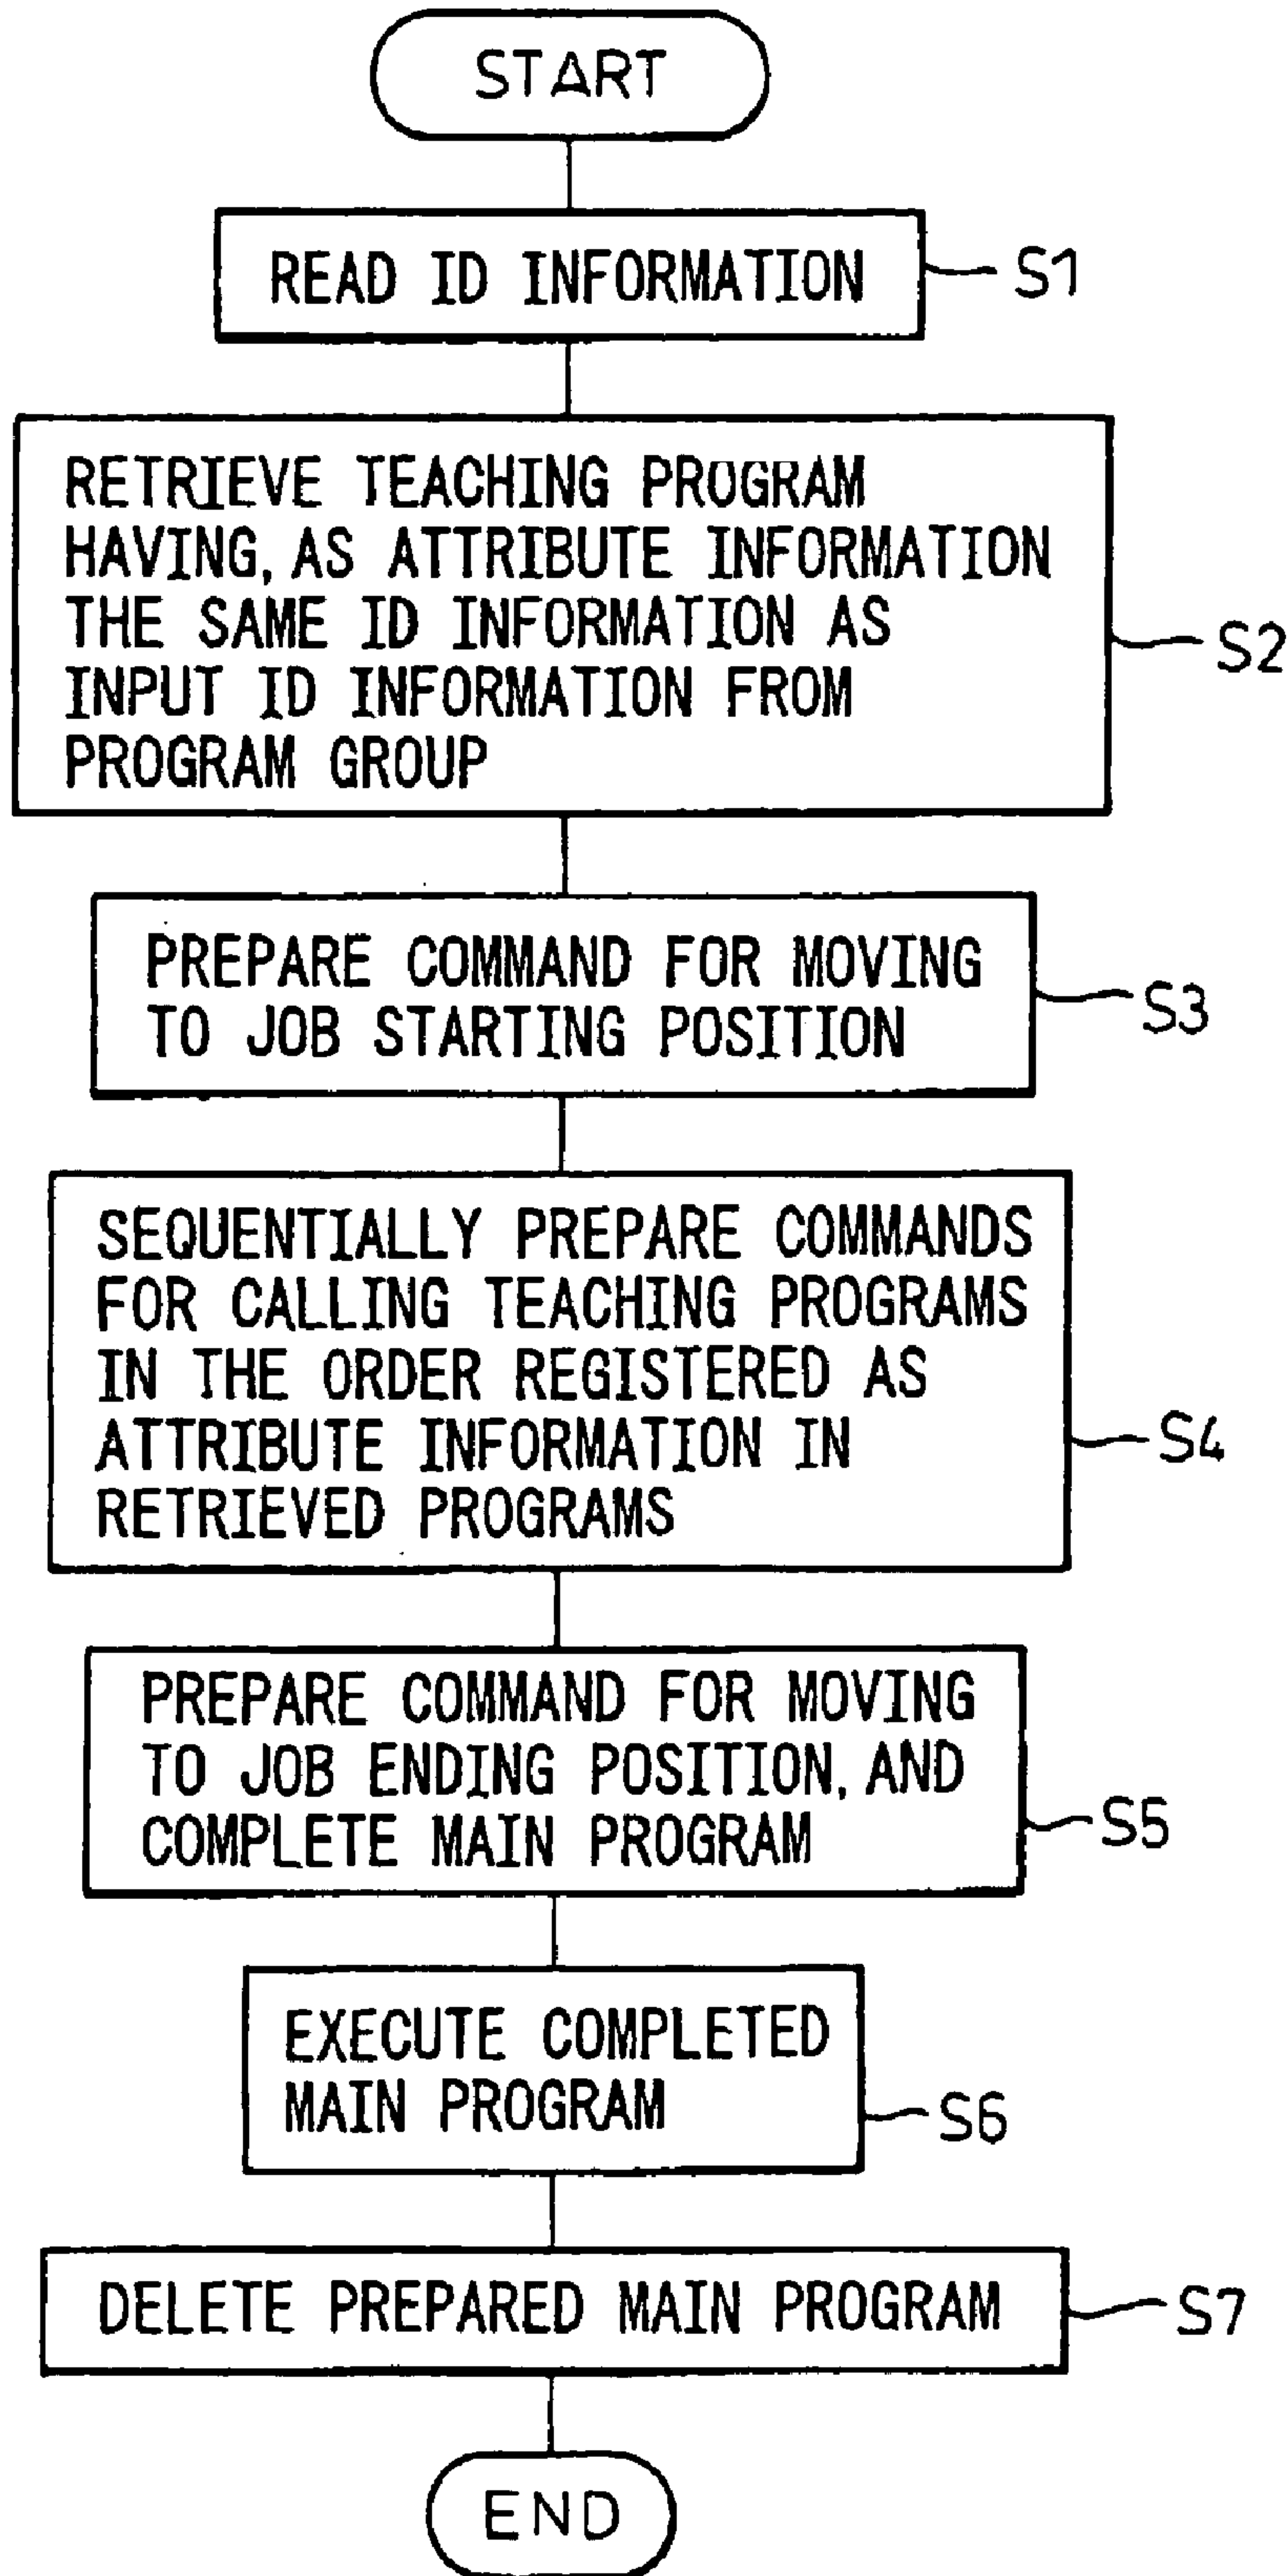 START
READ ID INFORMATION
S1
RETRIEVE TEACHING PROGRAM
HAVING, AS ATTRIBUTE INFORMATION
THE SAME ID INFORMATION AS
INPUT ID INFORMATION FROM
PROGRAM GROUP
S2
PREPARE COMMAND FOR MOVING
TO JOB STARTING POSITION
S3
SEQUENTIALLY PREPARE COMMANDS
FOR CALLING TEACHING PROGRAMS
IN THE ORDER REGISTERED AS
ATTRIBUTE INFORMATION IN
RETRIEVED PROGRAMS
S4
PREPARE COMMAND FOR MOVING
TO JOB ENDING POSITION, AND
COMPLETE MAIN PROGRAM
S5
EXECUTE COMPLETED
MAIN PROGRAM
S6
DELETE PREPARED MAIN PROGRAM
S7
END